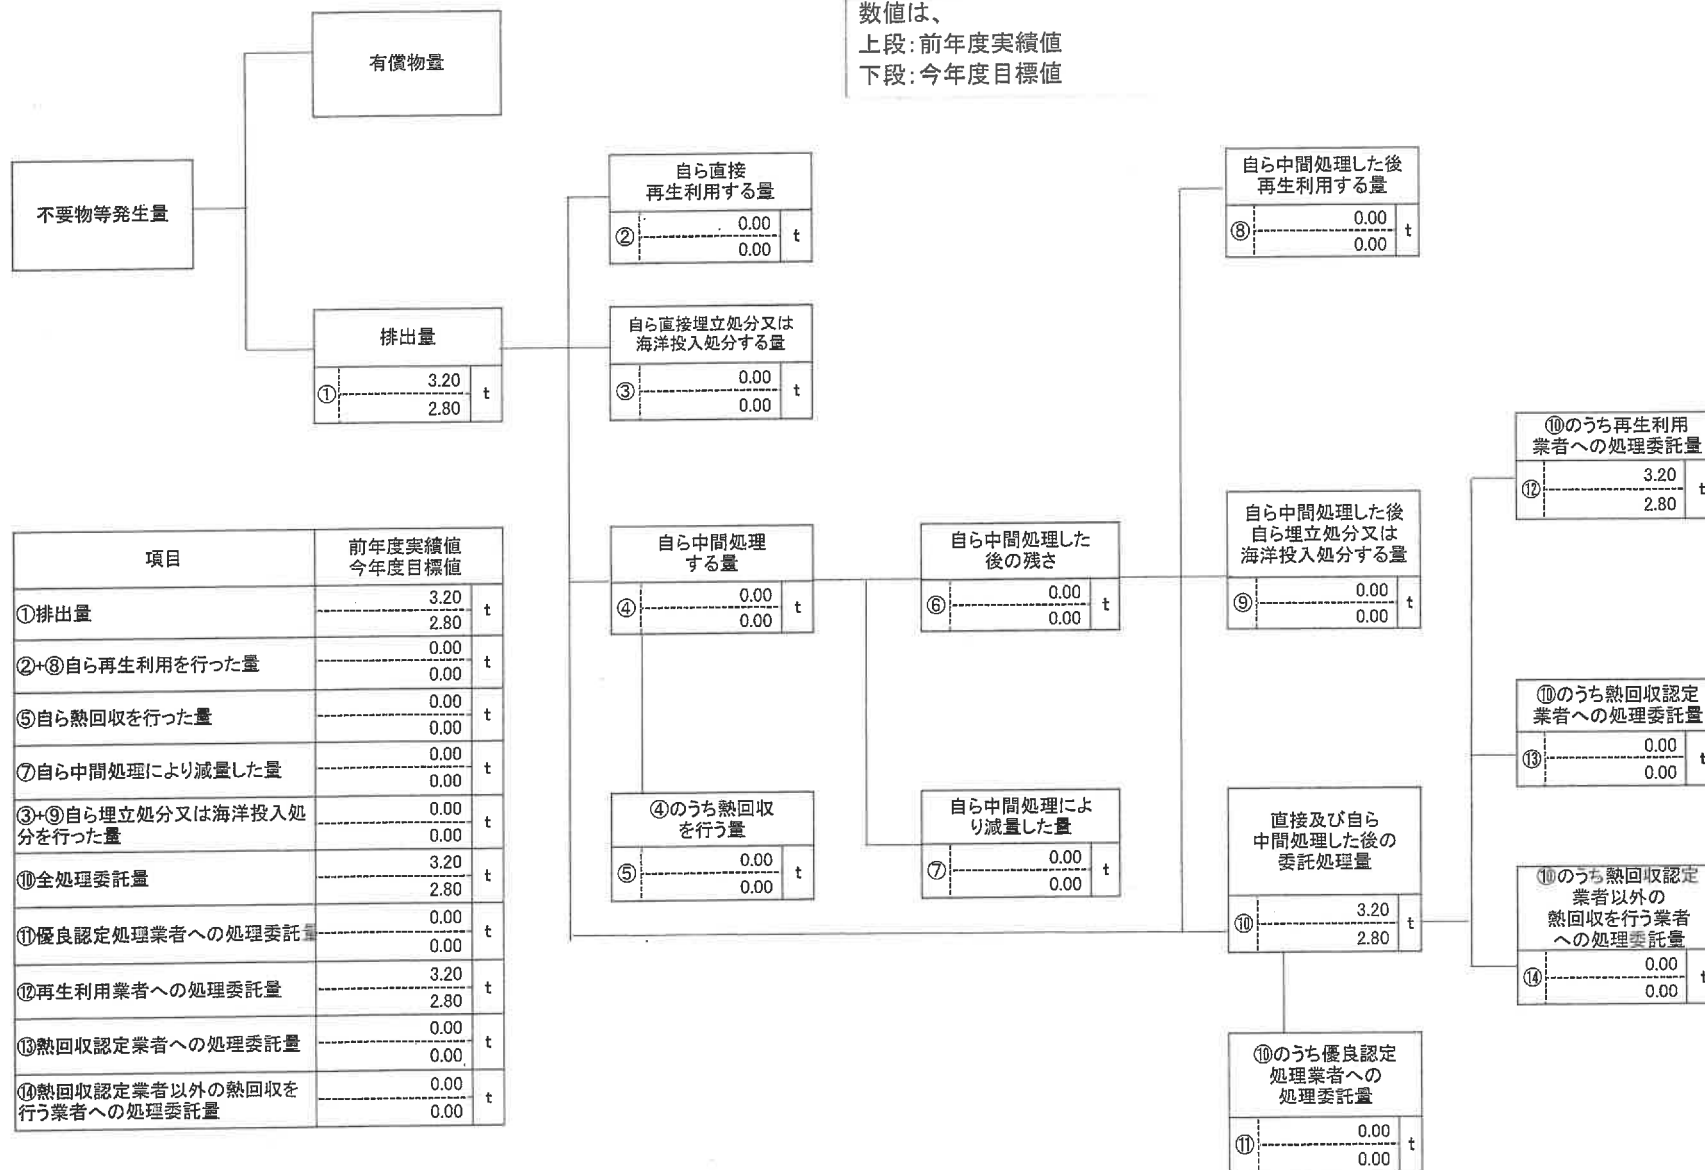 数値は、
上段:前年度実績値
下段:今年度目標値
有償物量
不要物等発生量
排出量
①
3.20
2.80
t
自ら直接
再生利用する量
②
0.00
0.00
t
自ら直接埋立処分又は
海洋投入処分する量
③
0.00
0.00
t
自ら中間処理
する量
④
0.00
0.00
t
④のうち熱回収
を行う量
⑤
0.00
0.00
t
自ら中間処理した
後の残さ
⑥
0.00
0.00
t
自ら中間処理によ
り減量した量
⑦
0.00
0.00
t
自ら中間処理した後
再生利用する量
⑧
0.00
0.00
t
自ら中間処理した後
自ら埋立処分又は
海洋投入処分する量
⑨
0.00
0.00
t
直接及び自ら
中間処理した後の
委託処理量
⑩
3.20
2.80
t
⑩のうち優良認定
処理業者への
処理委託量
⑪
0.00
0.00
t
⑩のうち再生利用
業者への処理委託量
⑫
3.20
2.80
t
⑩のうち熱回収認定
業者への処理委託量
⑬
0.00
0.00
t
⑩のうち熱回収認定
業者以外の
熱回収を行う業者
への処理委託量
⑭
0.00
0.00
t
項目
前年度実績値
今年度目標値
①排出量
3.20
2.80
t
②+⑧自ら再生利用を行った量
0.00
0.00
t
⑤自ら熱回収を行った量
0.00
0.00
t
⑦自ら中間処理により減量した量
0.00
0.00
t
③+⑨自ら埋立処分又は海洋投入処
分を行った量
0.00
0.00
t
⑩全処理委託量
3.20
2.80
t
⑪優良認定処理業者への処理委託量
0.00
0.00
t
⑫再生利用業者への処理委託量
3.20
2.80
t
⑬熱回収認定業者への処理委託量
0.00
0.00
t
⑭熱回収認定業者以外の熱回収を
行う業者への処理委託量
0.00
0.00
t